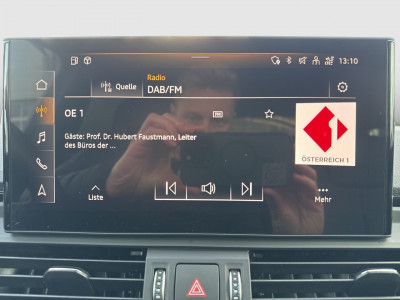 13:10
Radio
Quelle
DAB/FM
OE 1
Gäste: Prof. Dr. Hubert Faustmann, Leiter
des Büros der ...
1
ÖSTERREICH 1
Liste
Mehr